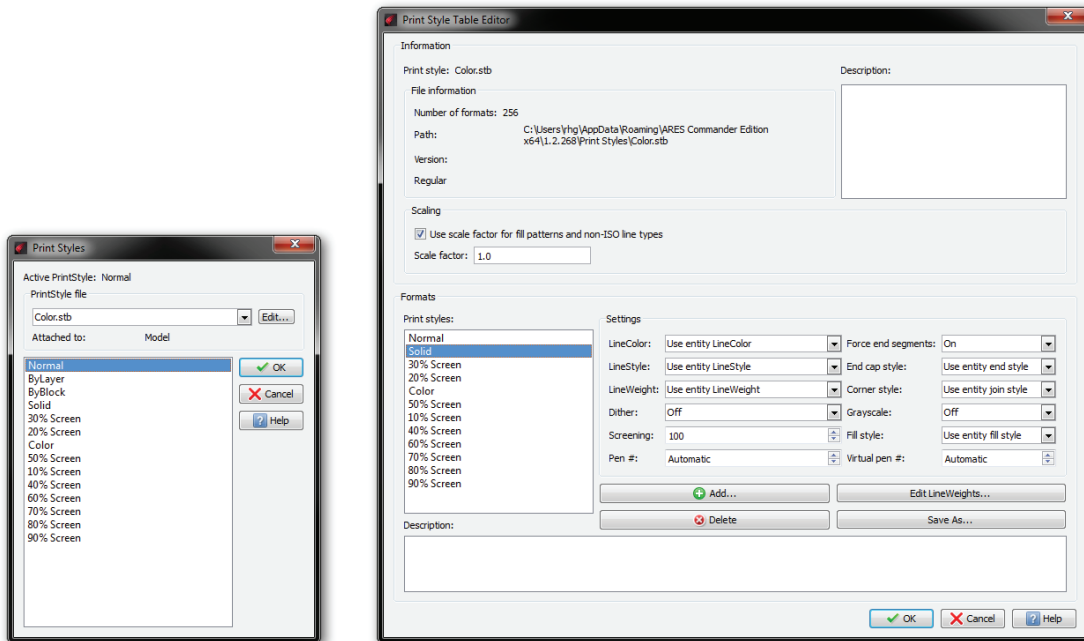 Print Styles
Active PrintStyle: Normal
PrintStyle file
Color.stb
Edit...
Attached to: Model
Normal
ByLayer
ByBlock
Solid
30% Screen
20% Screen
Color
50% Screen
10% Screen
40% Screen
60% Screen
70% Screen
80% Screen
90% Screen
OK
Cancel
Help
Print Style Table Editor
Information
Print style: Color.stb
File information
Number of formats: 256
Path: C:\Users\rhg\AppData\Roaming\ARES Commander Edition
x64\1.2.268\Print Styles\Color.stb
Version:
Regular
Description:
Scaling
Use scale factor for fill patterns and non-ISO line types
Scale factor: 1.0
Formats
Print styles:
Normal
Solid
30% Screen
20% Screen
Color
50% Screen
10% Screen
40% Screen
60% Screen
70% Screen
80% Screen
90% Screen
Settings
LineColor: Use entity LineColor Force end segments: On
LineStyle: Use entity LineStyle End cap style: Use entity end style
LineWeight: Use entity LineWeight Corner style: Use entity join style
Dither: Off Grayscale: Off
Screening: 100 Fill style: Use entity fill style
Pen #: Automatic Virtual pen #: Automatic
Add... Edit LineWeights...
Delete Save As...
Description:
OK Cancel Help